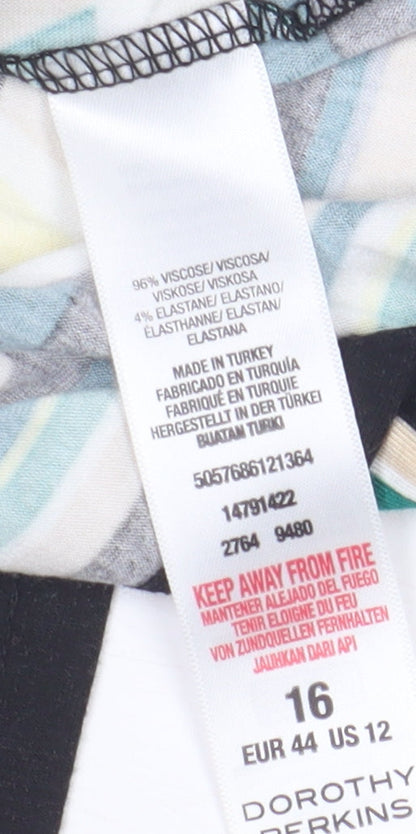 96% VISCOSE/ VISCOSA/
VISKOSE/ VISKOSA
4% ELASTANE/ ELASTANO/
ÉLASTHANNE/ ELASTAN/
ELASTANA
MADE IN TURKEY
FABRICADO EN TURQUÍA
FABRIQUÉ EN TURQUIE
HERGESTELLT IN DER TÜRKEI
BUATAN TURKI
5057686121364
14791422
2764 9480
KEEP AWAY FROM FIRE
MANTENER ALEJADO DEL FUEGO
TENIR ELOIGNE DU FEU
VON ZUNDQUELLEN FERNHALTEN
JAUHKAN DARI API
16
EUR 44 US 12
DOROTHY
PERKINS